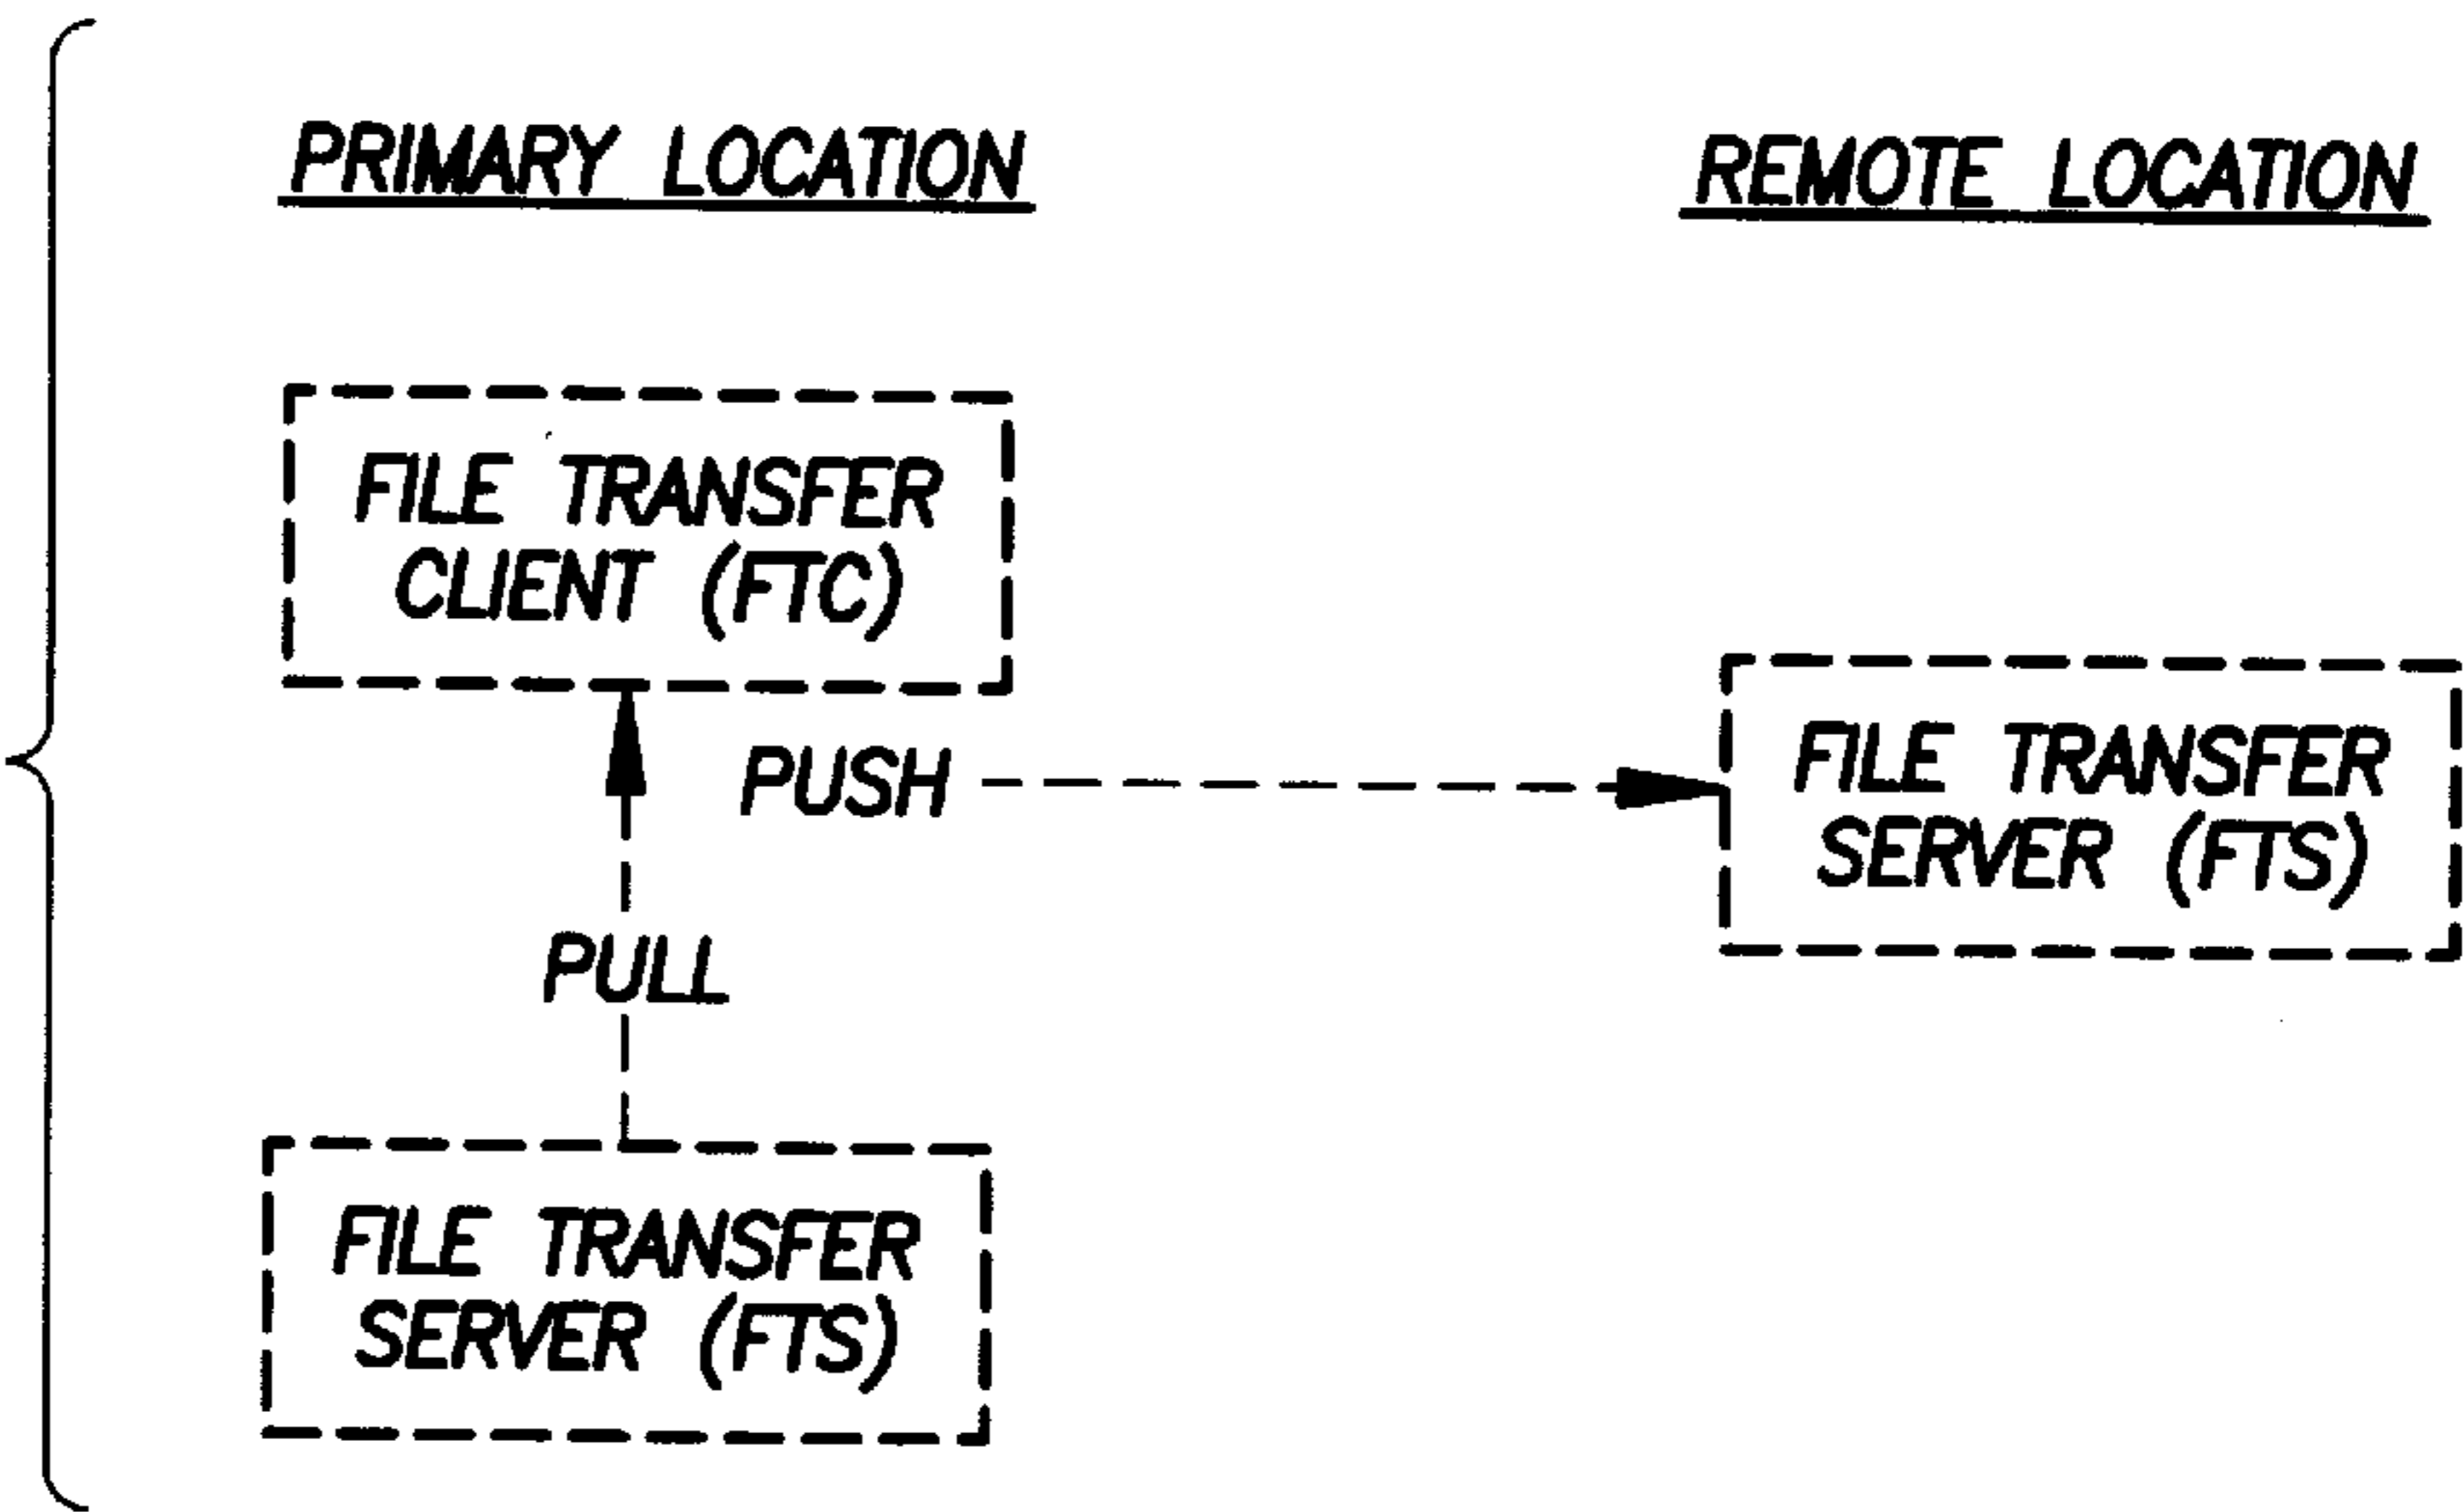 PRIMARY LOCATION
REMOTE LOCATION
FILE TRANSFER
CLIENT (FTC)
PUSH
FILE TRANSFER
SERVER (FTS)
PULL
FILE TRANSFER
SERVER (FTS)